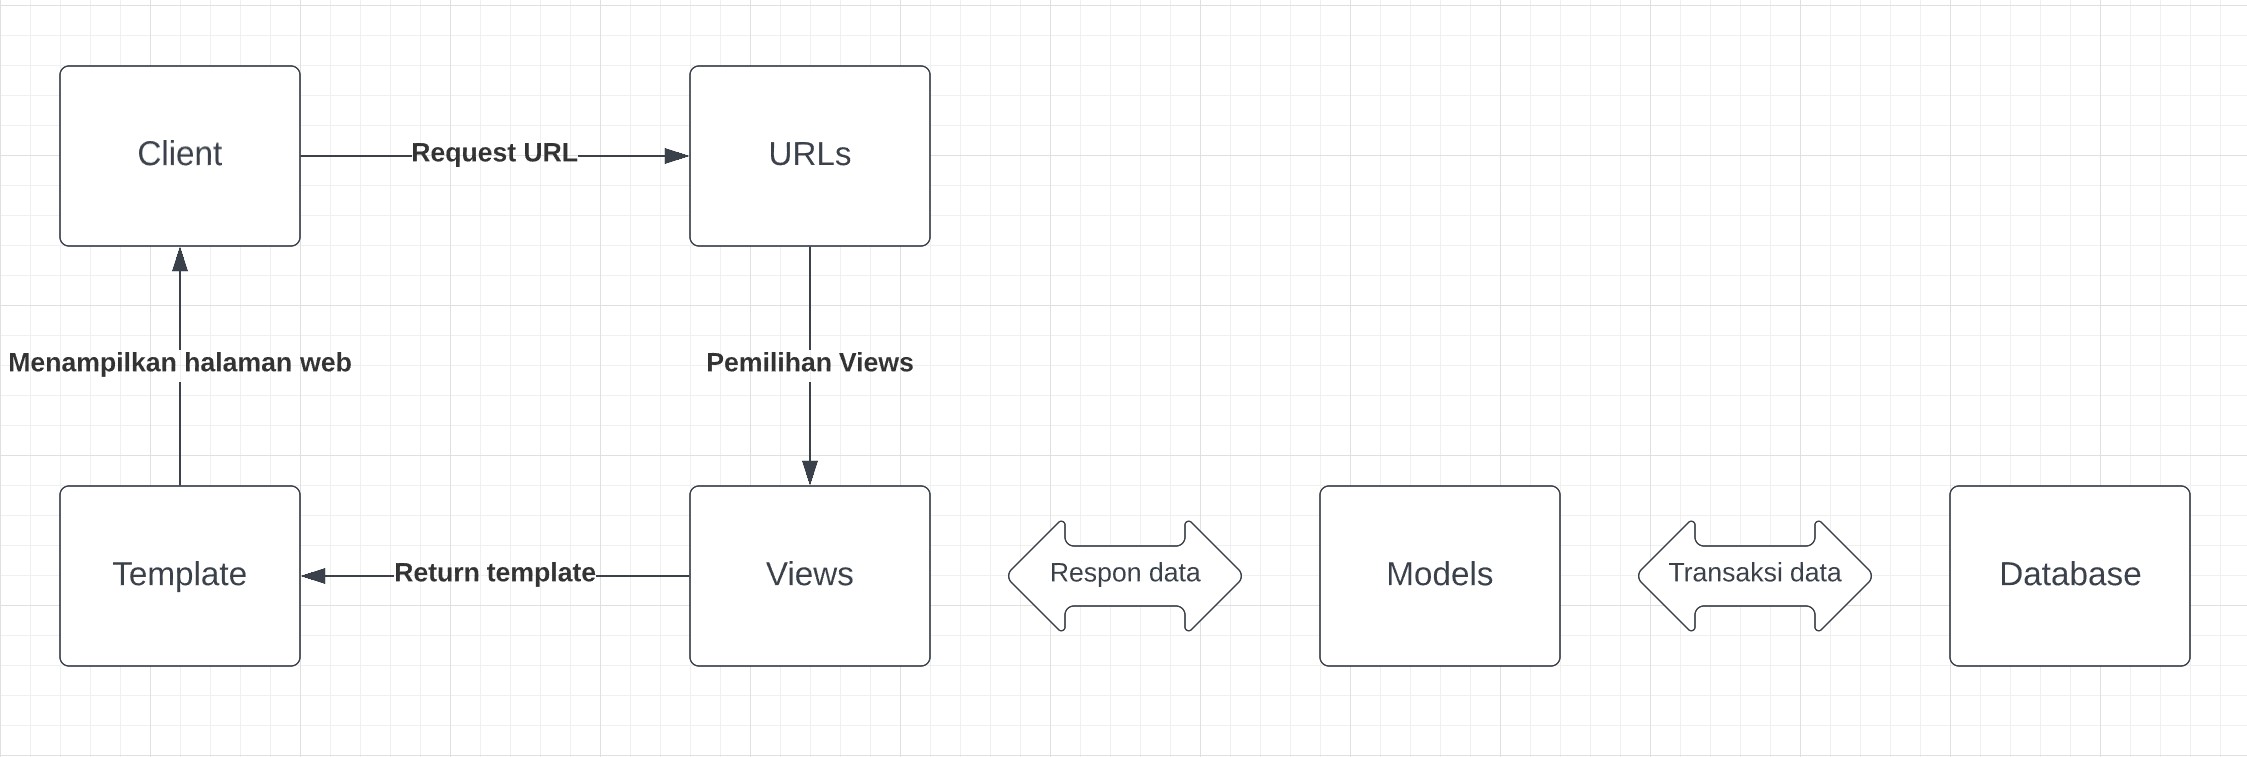 Client
Request URL
URLs
Menampilkan halaman web
Pemilihan Views
Template
Return template
Views
Respon data
Models
Transaksi data
Database